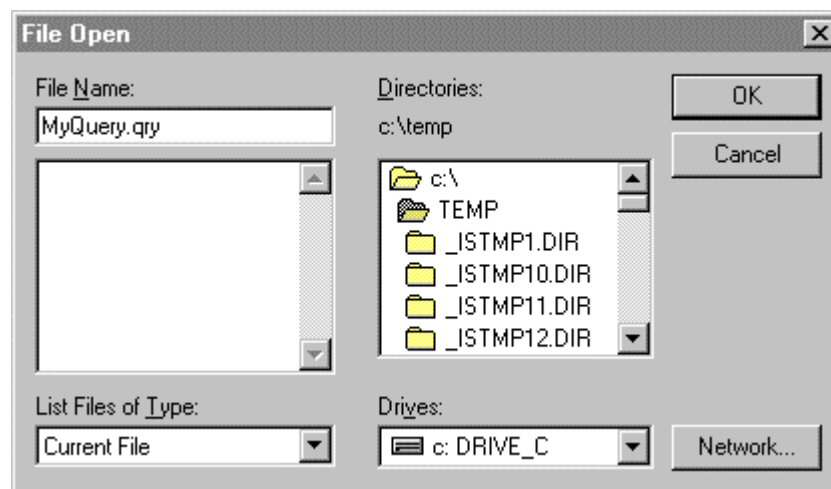 File Open
File Name:
MyQuery.qry
Directories:
c:\temp
c:\
TEMP
_ISTMP1.DIR
_ISTMP10.DIR
_ISTMP11.DIR
_ISTMP12.DIR
OK
Cancel
List Files of Type:
Current File
Drives:
c: DRIVE_C
Network...